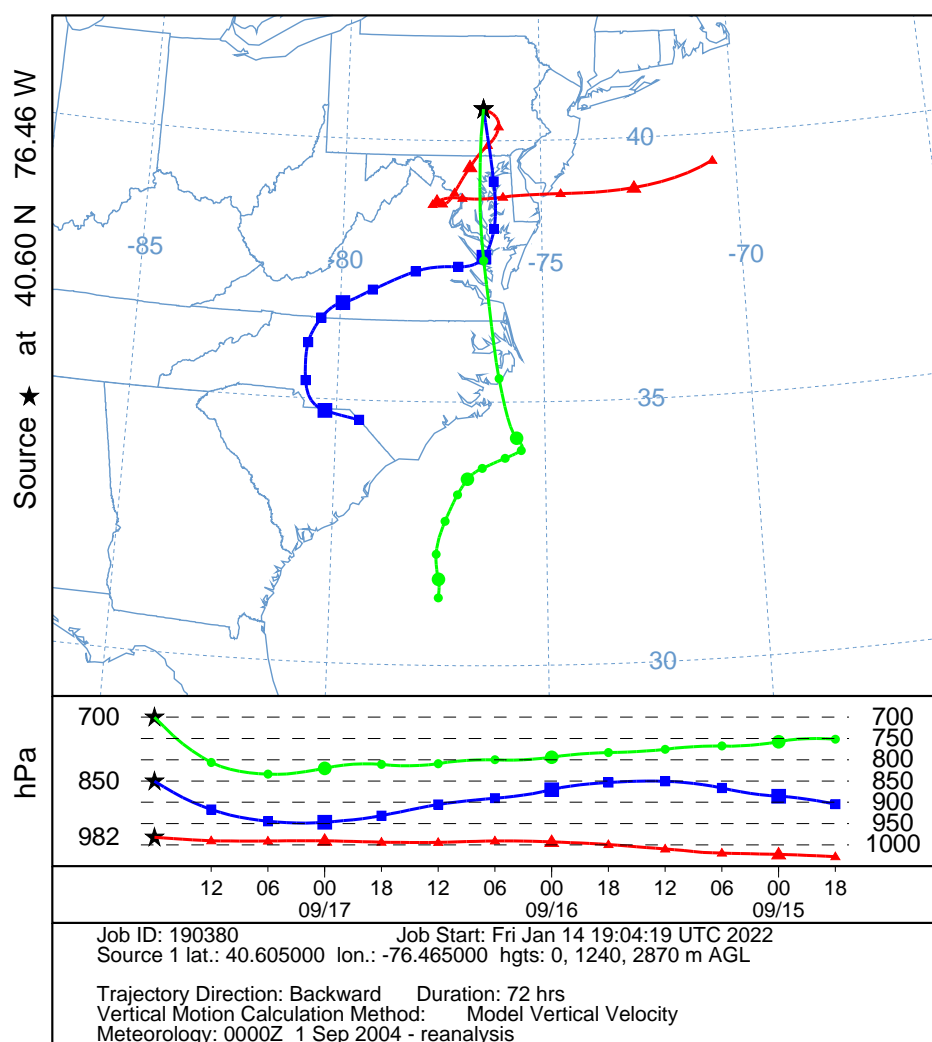 Source ★ at 40.60 N 76.46 W
40
-85
-80
-75
-70
35
30
hPa
700
850
982
700
750
800
850
900
950
1000
12 06 00 18 12 06 00 18 12 06 00 18
09/17 09/16 09/15
Job ID: 190380 Job Start: Fri Jan 14 19:04:19 UTC 2022
Source 1 lat.: 40.605000 lon.: -76.465000 hgts: 0, 1240, 2870 m AGL
Trajectory Direction: Backward Duration: 72 hrs
Vertical Motion Calculation Method: Model Vertical Velocity
Meteorology: 0000Z 1 Sep 2004 - reanalysis